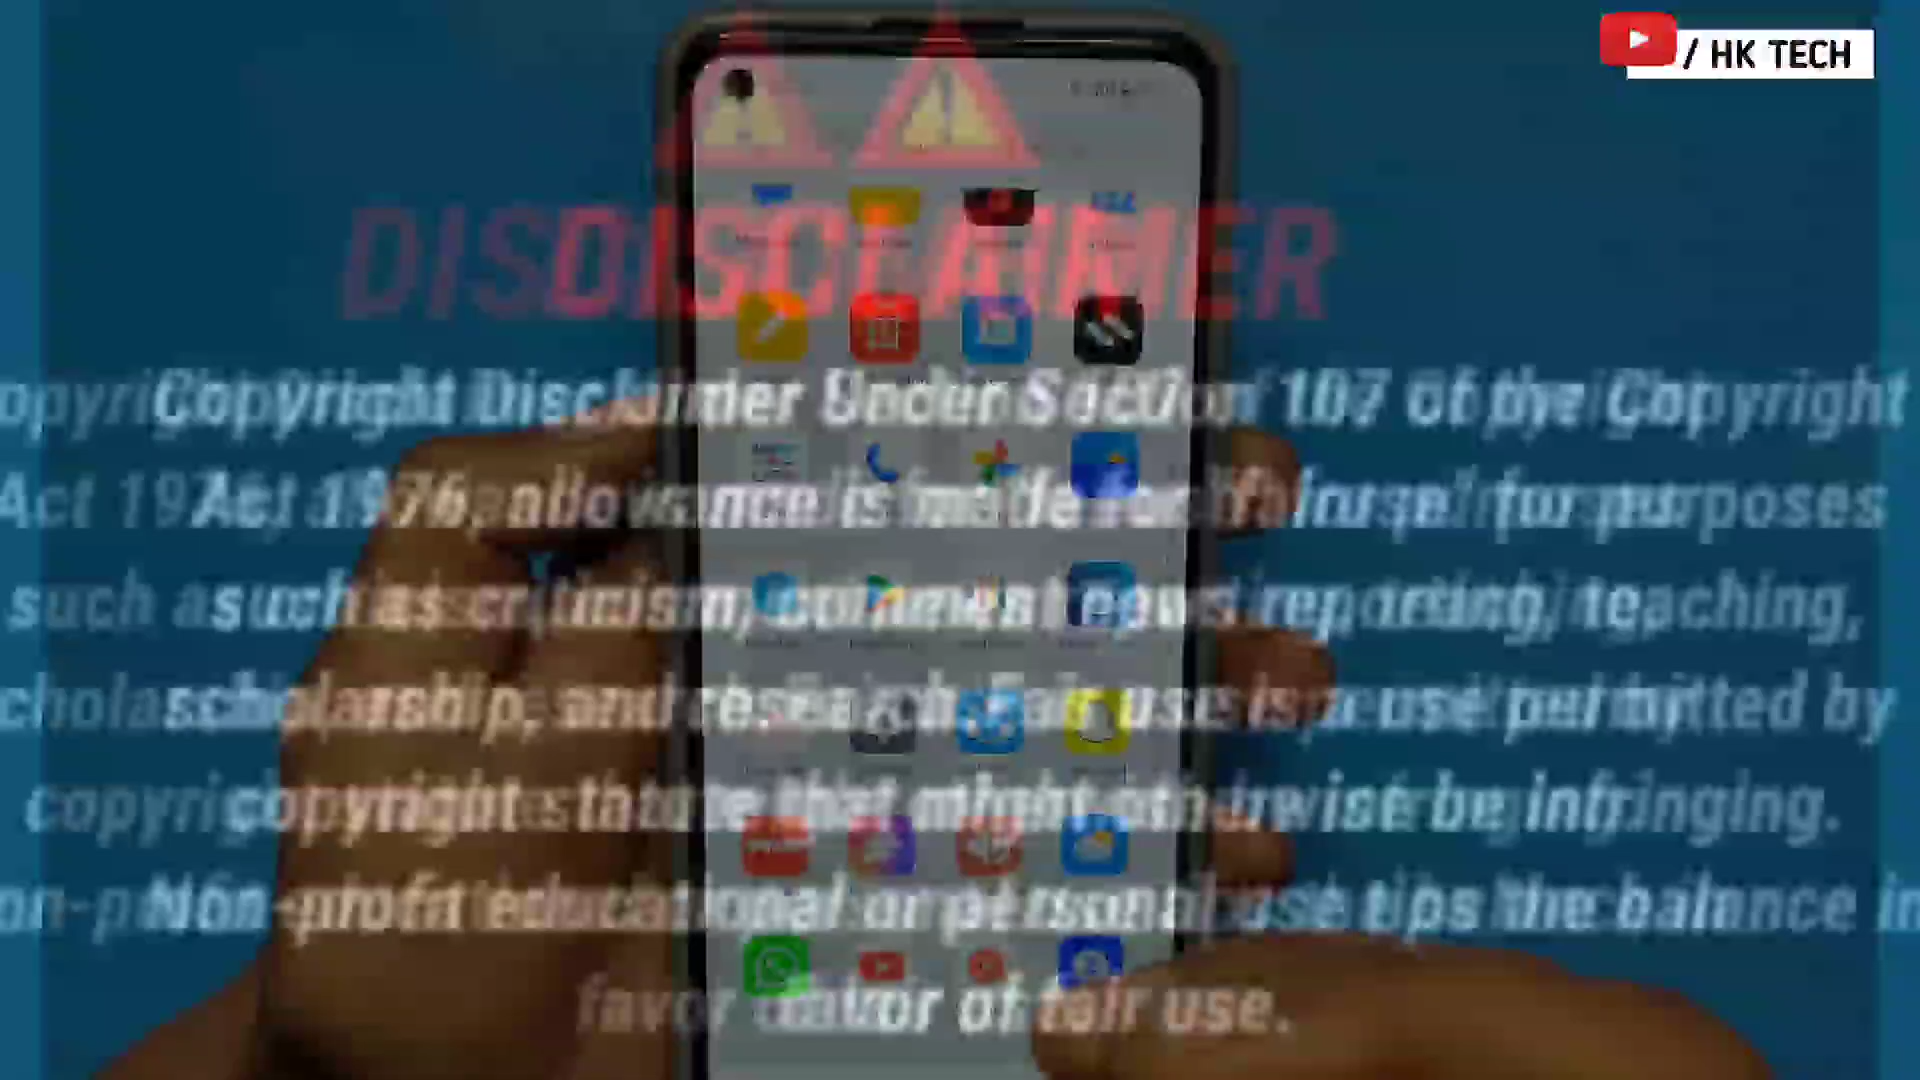 / HK TECH
DISCLAIMER
Copyright Disclaimer Under Section 107 of the Copyright
Act 1976, allowance is made for fair use for purposes
such as criticism, comment news reporting, teaching,
scholarship, and research. Fair use is a use permitted by
copyright statute that might otherwise be infringing.
Non-profit educational or personal use tips the balance in
favor of fair use.